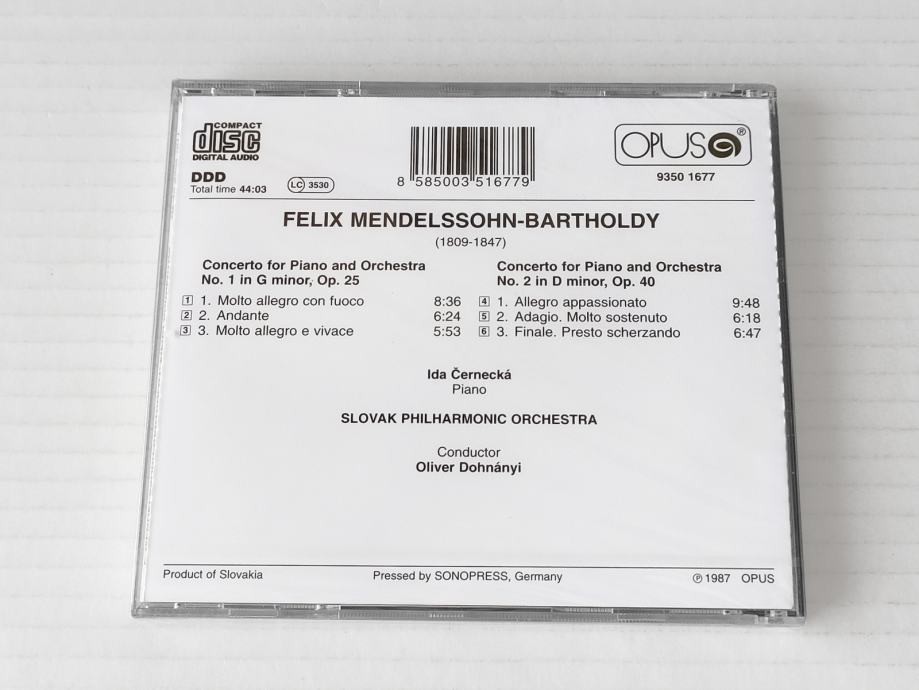 COMPACT
disc
DIGITAL AUDIO
DDD
Total time 44:03
LC 3530
8 585003 516779
OPUS ®
9350 1677
FELIX MENDELSSOHN-BARTHOLDY
(1809-1847)
Concerto for Piano and Orchestra
No. 1 in G minor, Op. 25
1 1. Molto allegro con fuoco 8:36
2 2. Andante 6:24
3 3. Molto allegro e vivace 5:53
Concerto for Piano and Orchestra
No. 2 in D minor, Op. 40
4 1. Allegro appassionato 9:48
5 2. Adagio. Molto sostenuto 6:18
6 3. Finale. Presto scherzando 6:47
Ida Černecká
Piano
SLOVAK PHILHARMONIC ORCHESTRA
Conductor
Oliver Dohnányi
Product of Slovakia Pressed by SONOPRESS, Germany ℗ 1987 OPUS